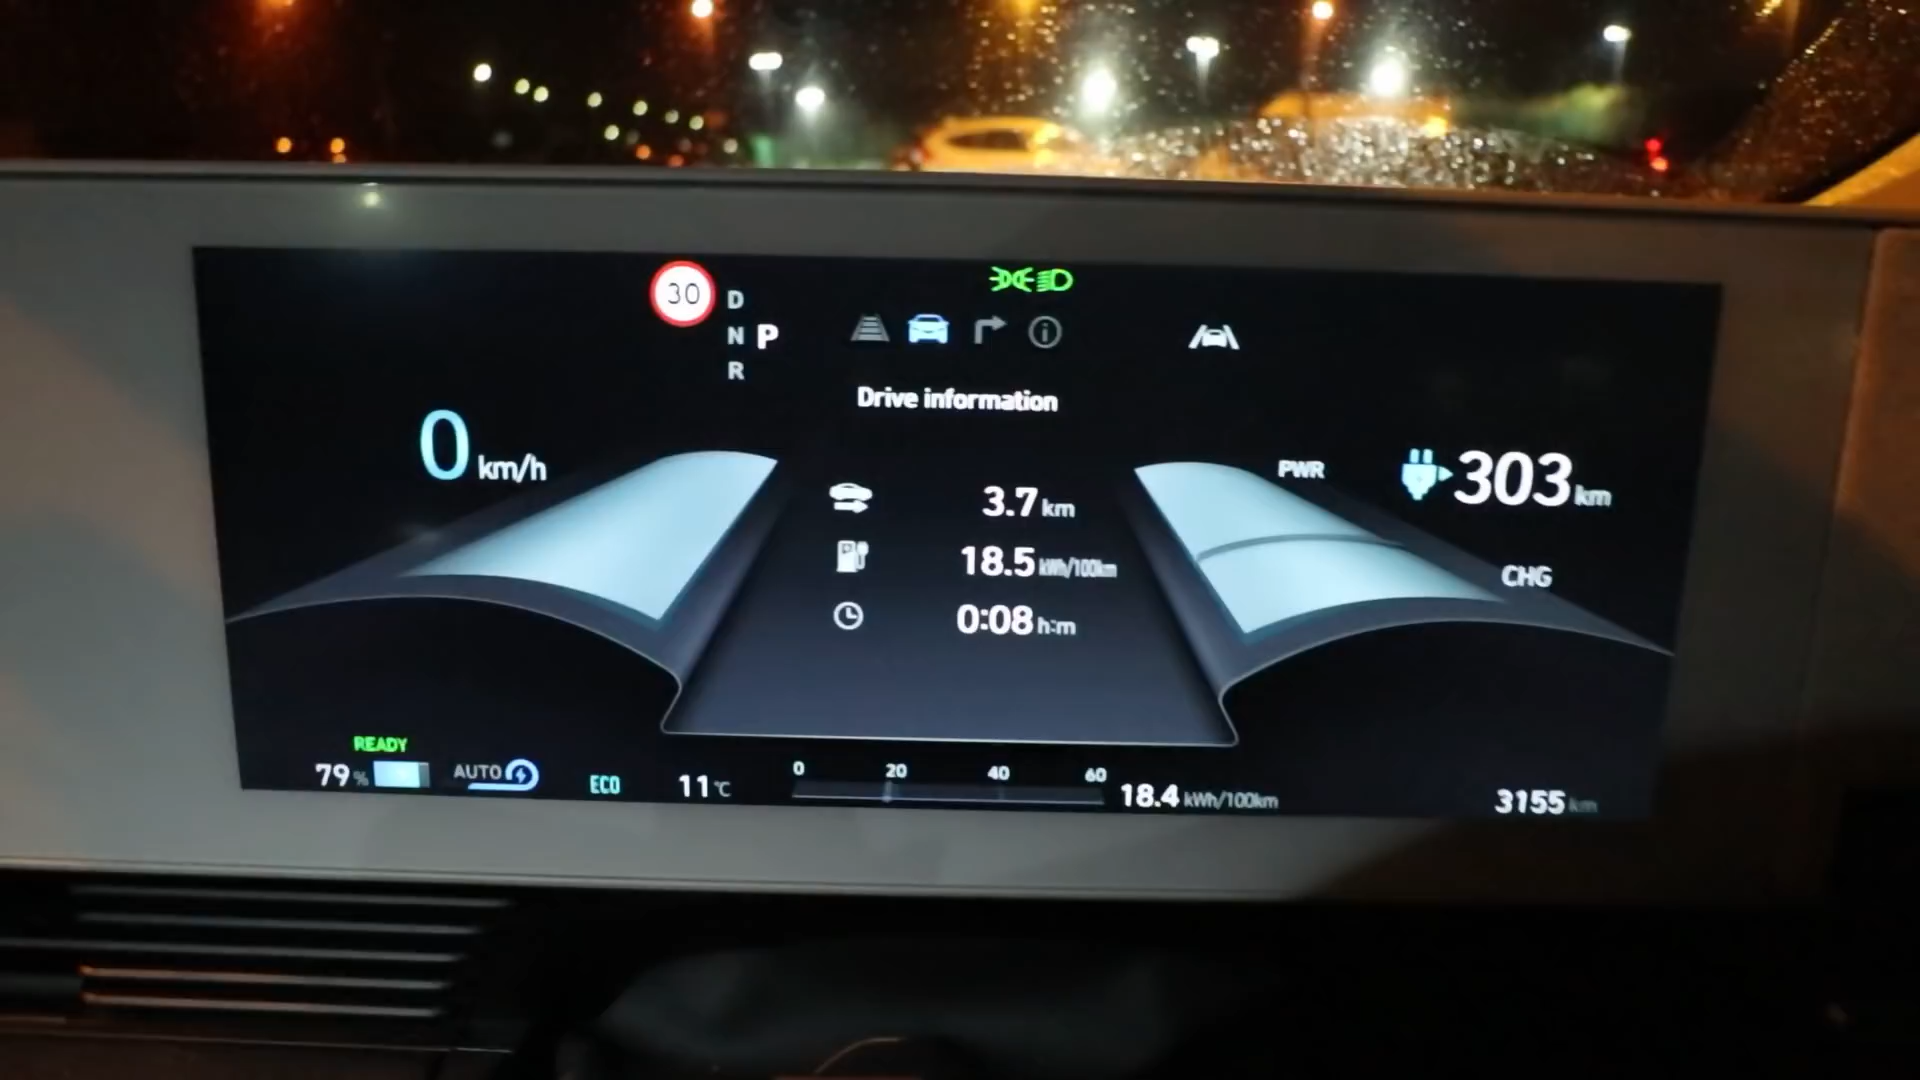 30
D
N P
R
Drive information
0 km/h
PWR
303 km
3.7 km
18.5 kWh/100km
CHG
0:08 h:m
READY
79 %
AUTO
ECO
11 °C
0 20 40 60
18.4 kWh/100km
3155 km